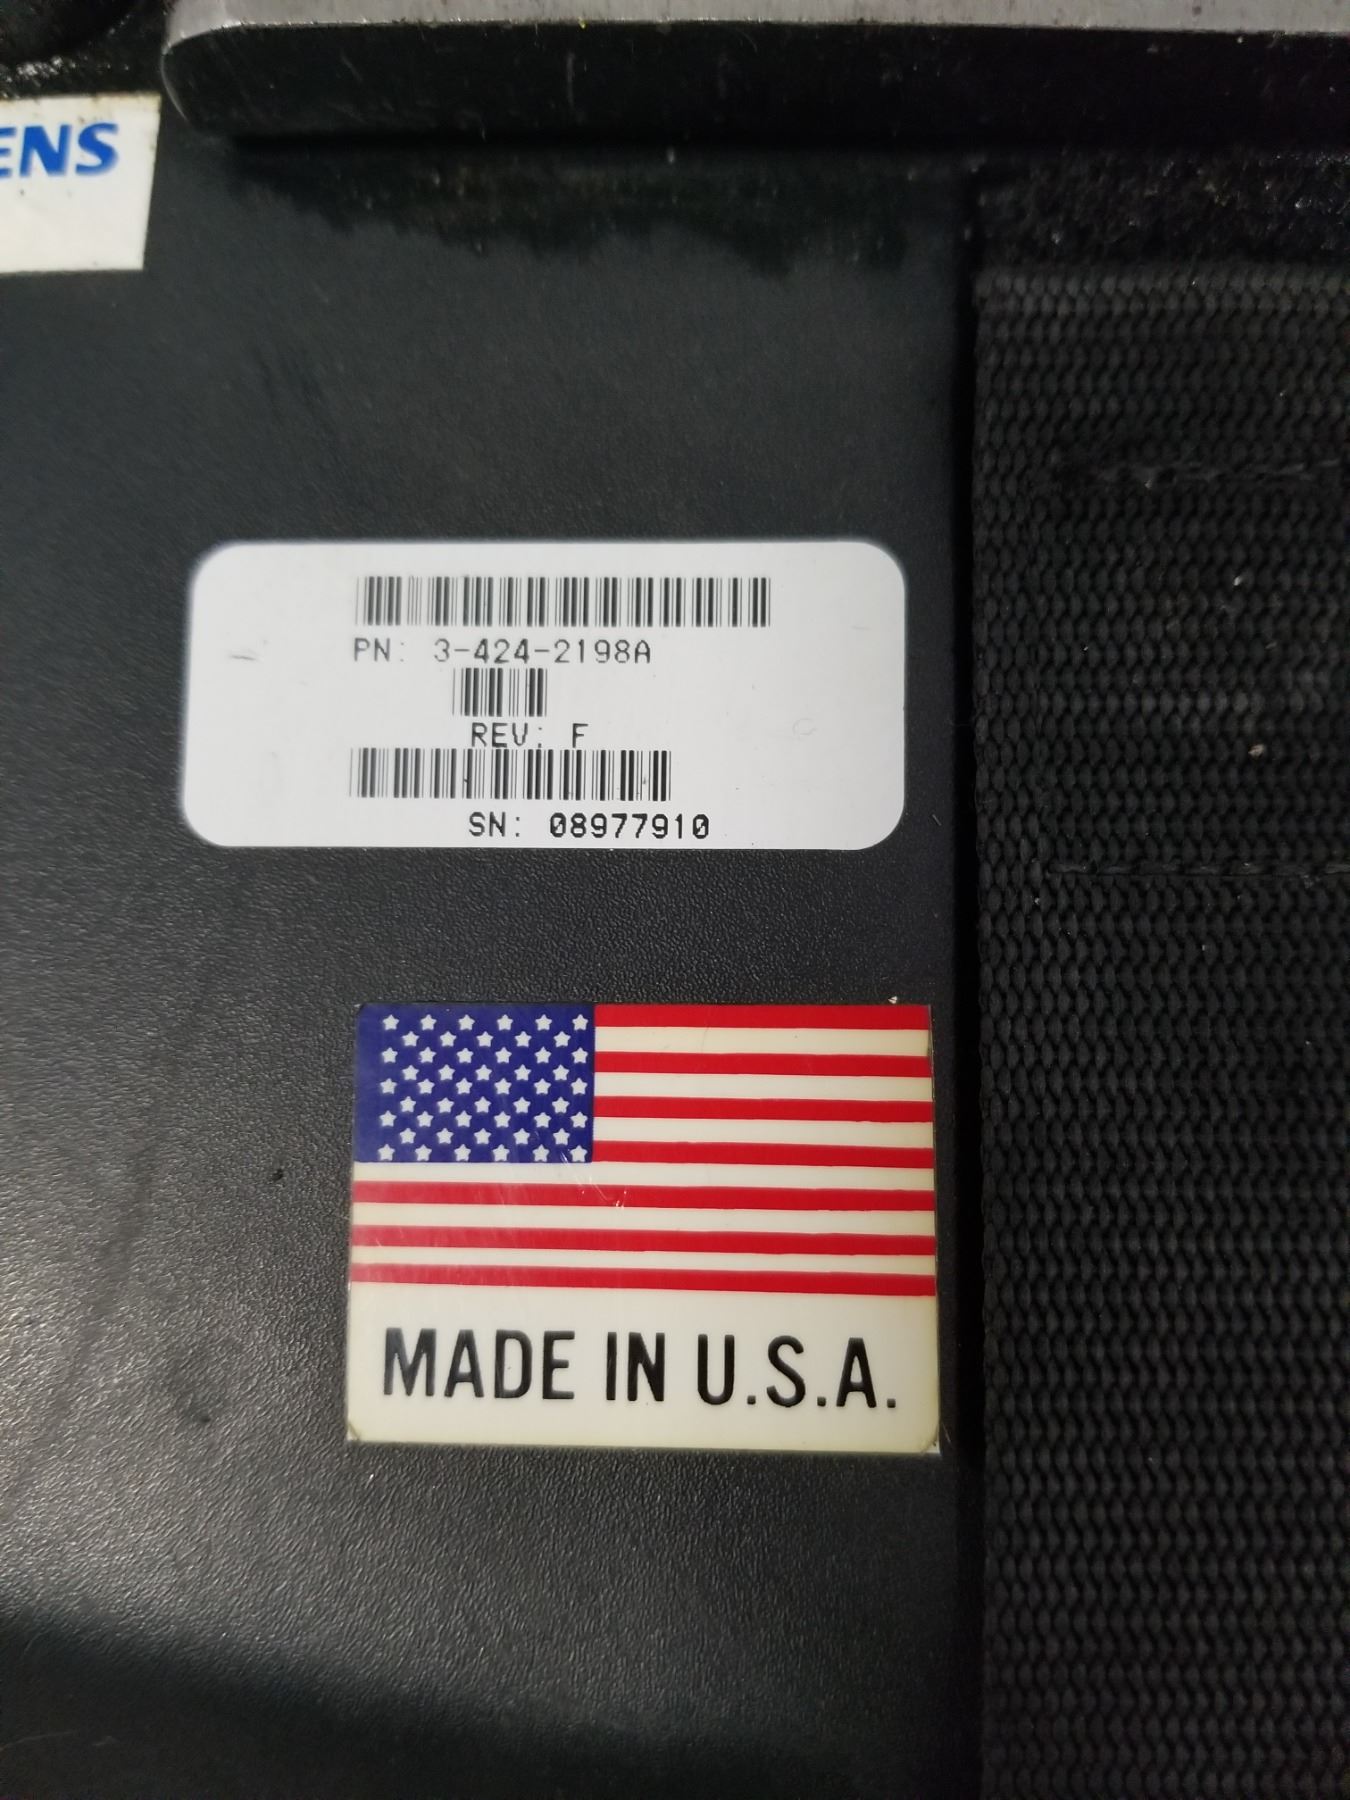 ENS
PN: 3-424-2198A
REV: F
SN: 08977910
MADE IN U.S.A.